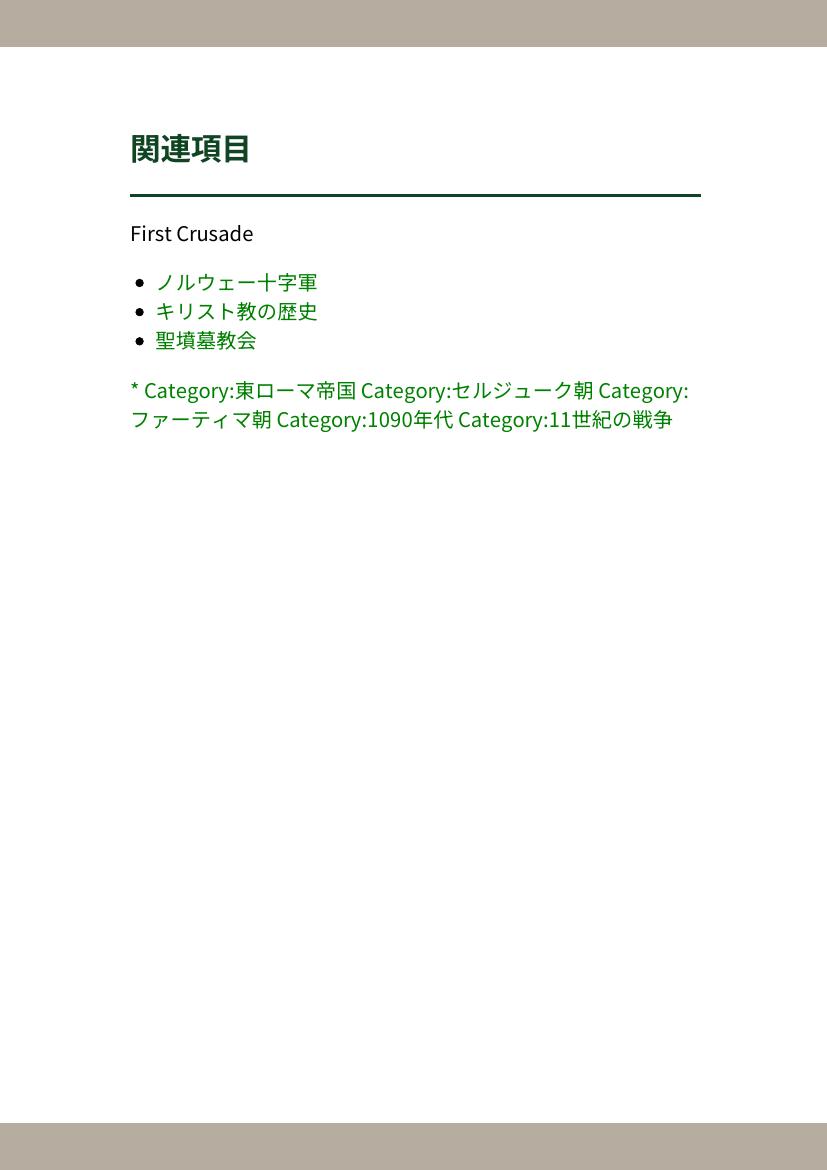 関連項目
First Crusade
ノルウェー十字軍
キリスト教の歴史
聖墳墓教会
* Category:東ローマ帝国 Category:セルジューク朝 Category:
ファーティマ朝 Category:1090年代 Category:11世紀の戦争